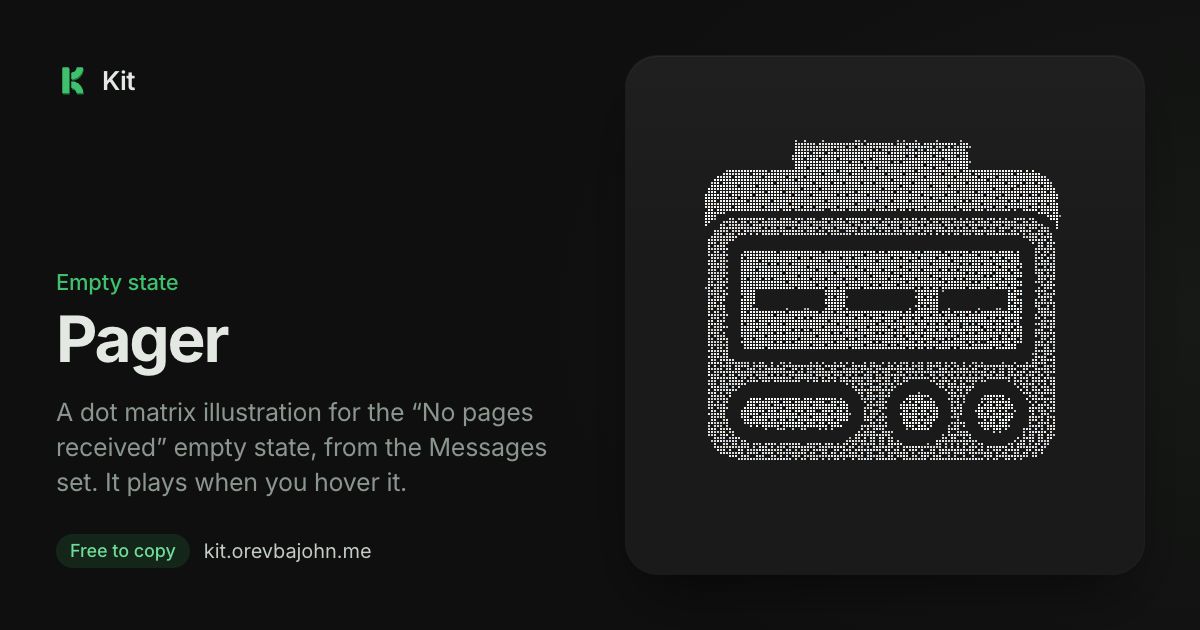 Kit
Empty state
Pager
A dot matrix illustration for the “No pages
received” empty state, from the Messages
set. It plays when you hover it.
Free to copy
kit.orevbajohn.me